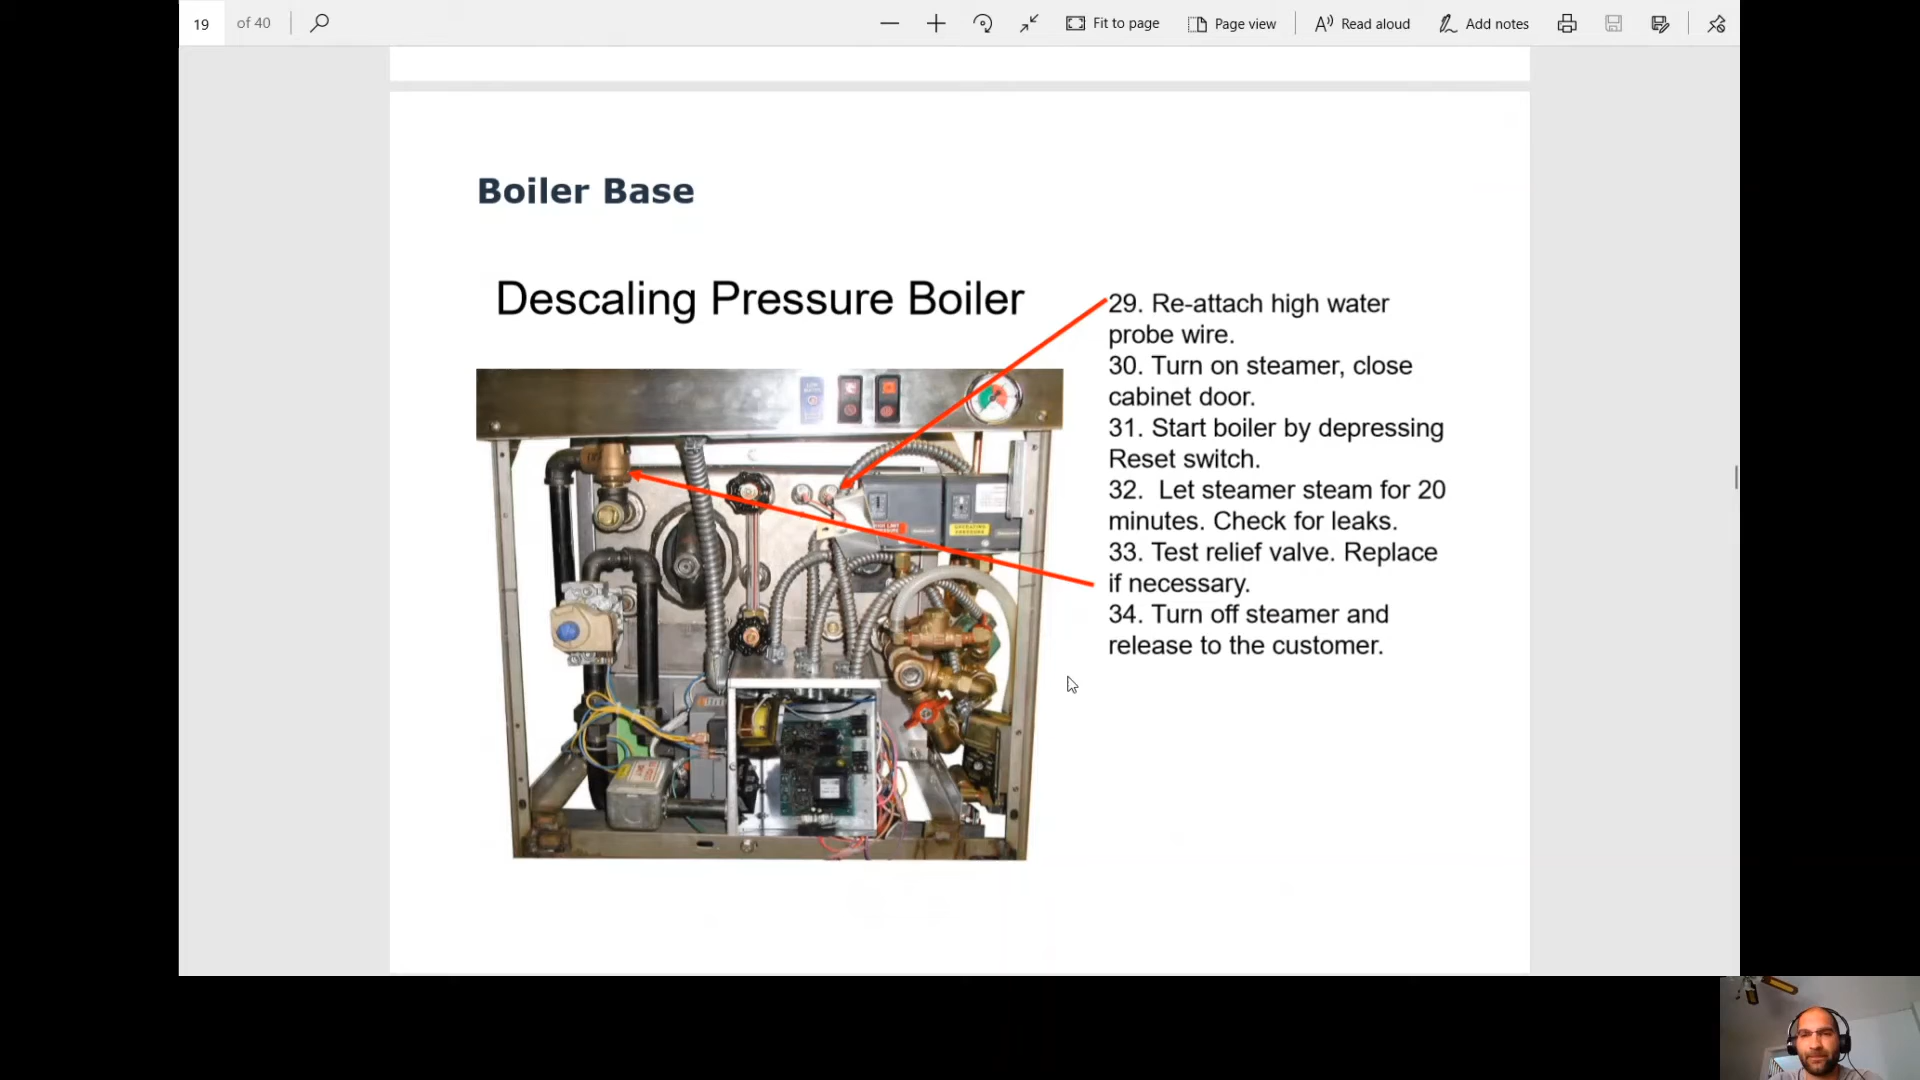 19 of 40 Fit to page Page view Read aloud Add notes
Boiler Base
Descaling Pressure Boiler
29. Re-attach high water
probe wire.
30. Turn on steamer, close
cabinet door.
31. Start boiler by depressing
Reset switch.
32.  Let steamer steam for 20
minutes. Check for leaks.
33. Test relief valve. Replace
if necessary.
34. Turn off steamer and
release to the customer.